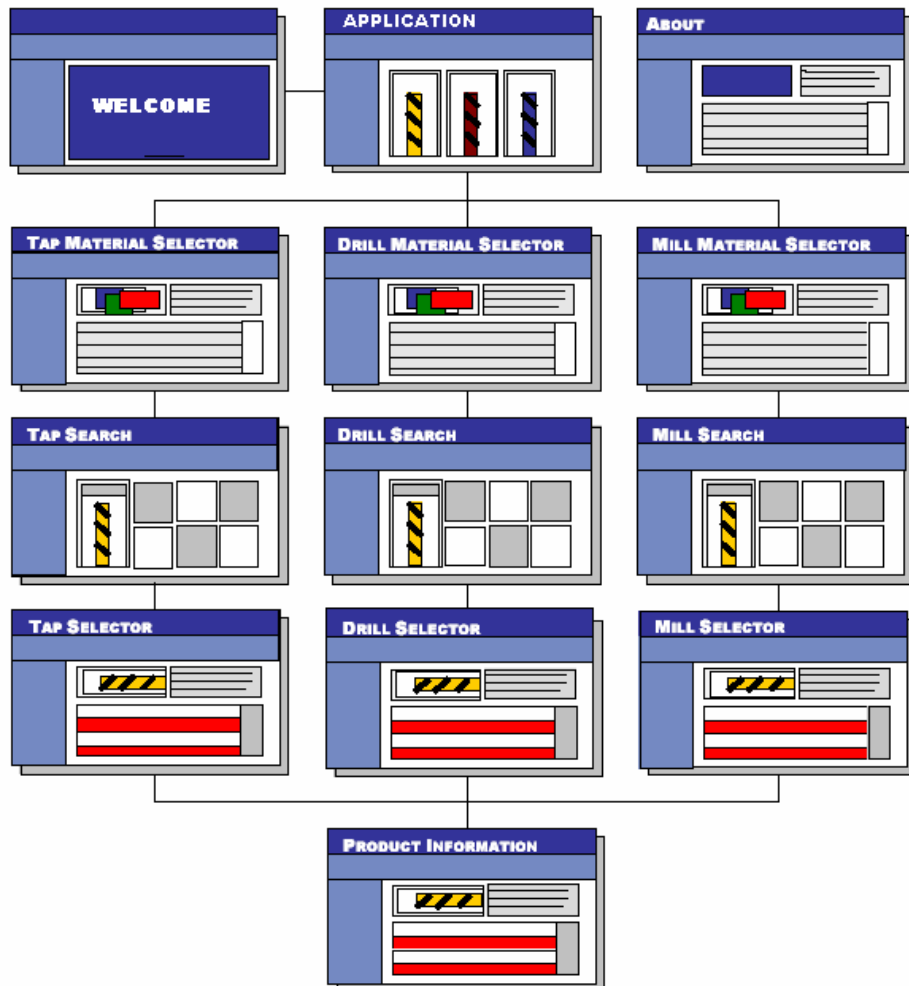 APPLICATION
ABOUT
WELCOME
TAP MATERIAL SELECTOR
DRILL MATERIAL SELECTOR
MILL MATERIAL SELECTOR
TAP SEARCH
DRILL SEARCH
MILL SEARCH
TAP SELECTOR
DRILL SELECTOR
MILL SELECTOR
PRODUCT INFORMATION